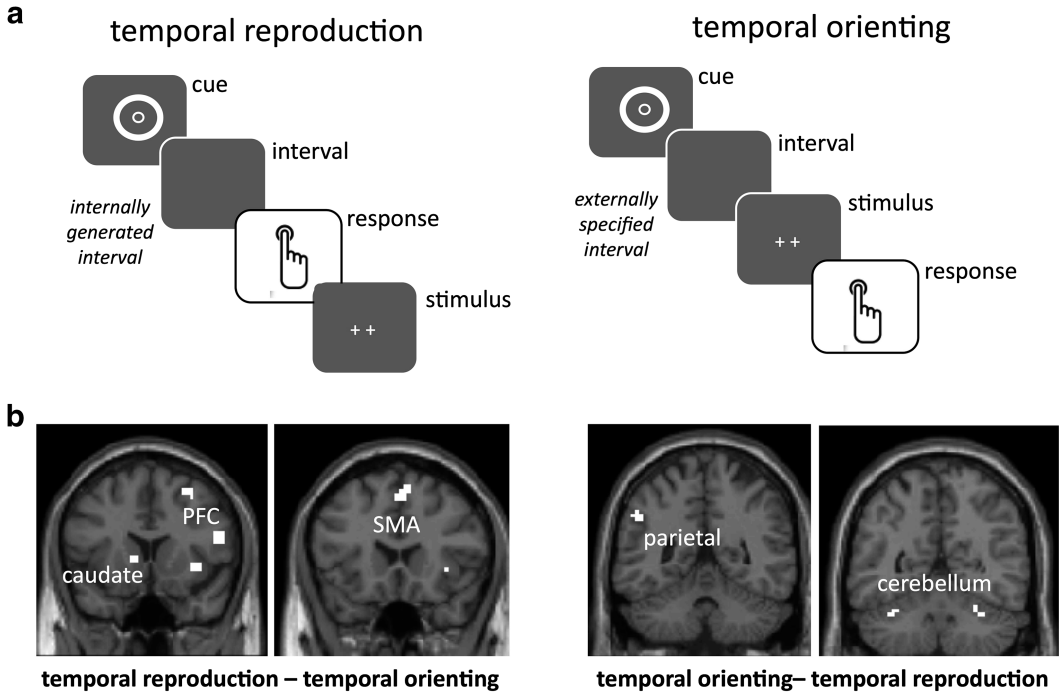 a
temporal reproduction
cue
interval
internally
generated
interval
response
stimulus
++
temporal orienting
cue
interval
externally
specified
interval
stimulus
++
response
b
PFC
caudate
SMA
parietal
cerebellum
temporal reproduction – temporal orienting
temporal orienting– temporal reproduction